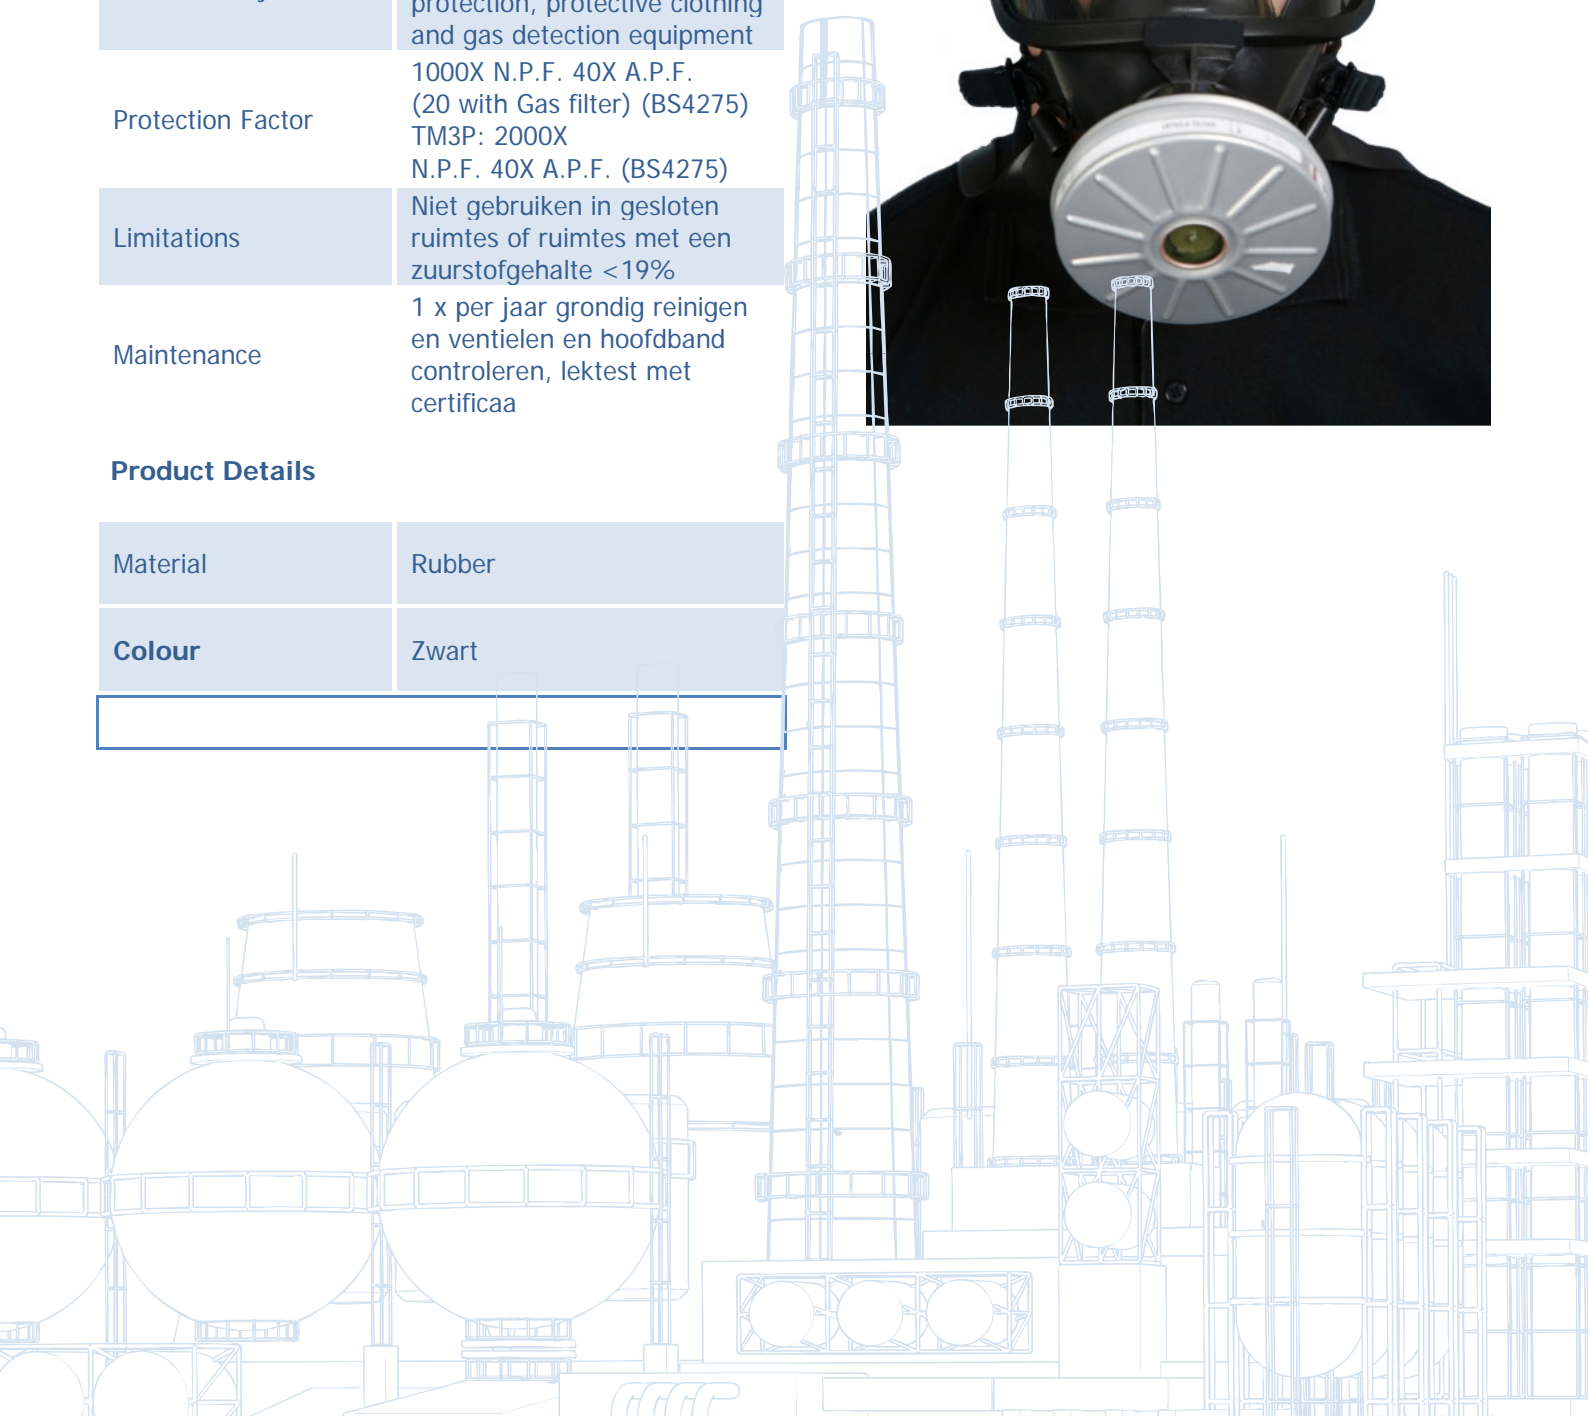 protection, protective clothing
and gas detection equipment
Protection Factor
1000X N.P.F. 40X A.P.F.
(20 with Gas filter) (BS4275)
TM3P: 2000X
N.P.F. 40X A.P.F. (BS4275)
Limitations
Niet gebruiken in gesloten
ruimtes of ruimtes met een
zuurstofgehalte <19%
Maintenance
1 x per jaar grondig reinigen
en ventielen en hoofdband
controleren, lektest met
certificaa
Product Details
Material
Rubber
Colour
Zwart